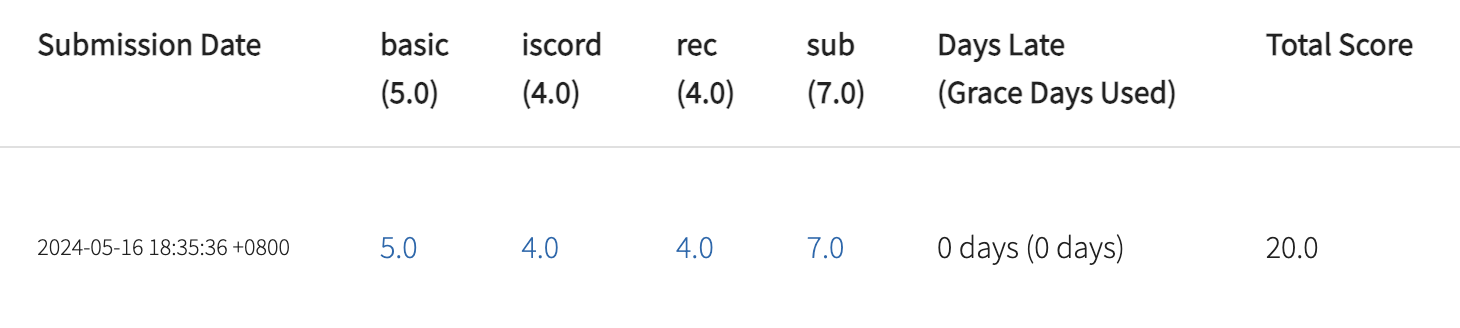 Submission Date basic iscord rec sub Days Late Total Score
(5.0) (4.0) (4.0) (7.0) (Grace Days Used)
2024-05-16 18:35:36 +0800 5.0 4.0 4.0 7.0 0 days (0 days) 20.0